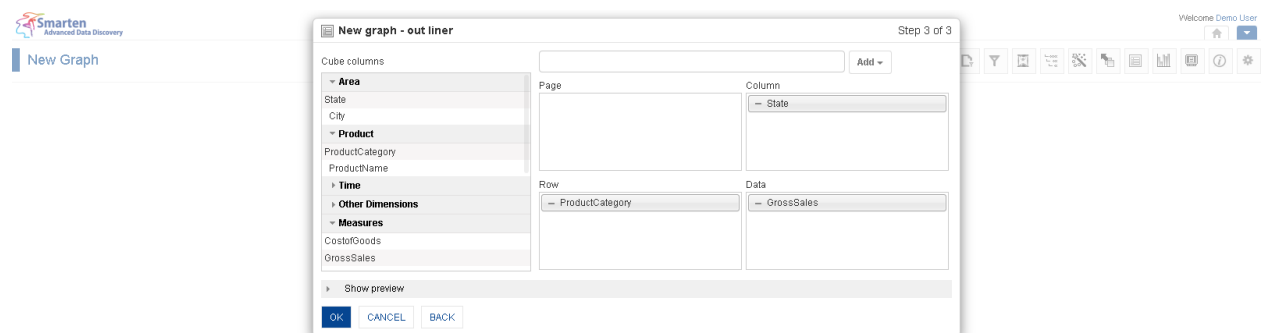 Smarten
Advanced Data Discovery
Welcome Demo User
New Graph
New graph - out liner
Step 3 of 3
Cube columns
Add
Area
State
City
Product
ProductCategory
ProductName
Time
Other Dimensions
Measures
CostofGoods
GrossSales
Page
Column
State
Row
ProductCategory
Data
GrossSales
Show preview
OK CANCEL BACK